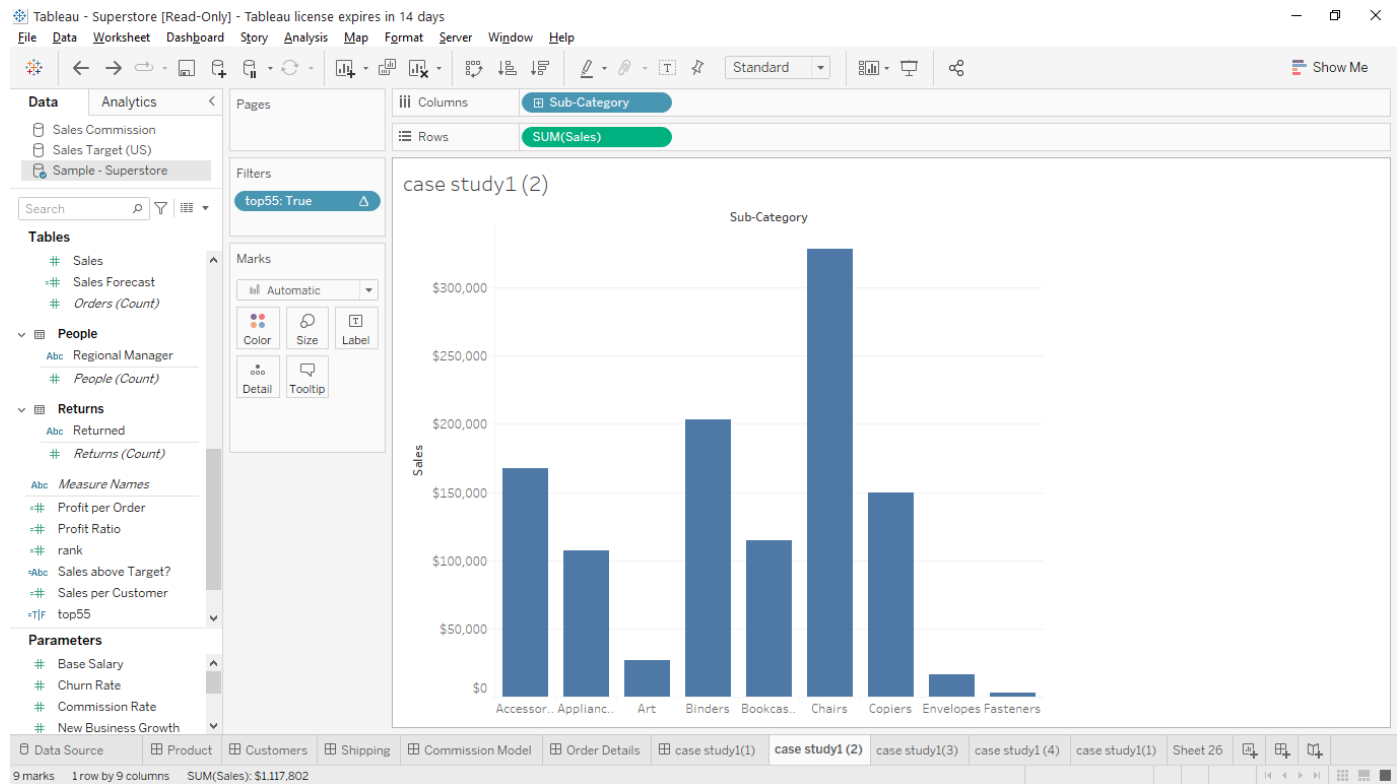 Tableau - Superstore [Read-Only] - Tableau license expires in 14 days
File Data Worksheet Dashboard Story Analysis Map Format Server Window Help
Standard
Show Me
Data Analytics
Sales Commission
Sales Target (US)
Sample - Superstore
Search
Tables
# Sales
=# Sales Forecast
# Orders (Count)
People
Abc Regional Manager
# People (Count)
Returns
Abc Returned
# Returns (Count)
Abc Measure Names
=# Profit per Order
=# Profit Ratio
=# rank
=Abc Sales above Target?
=# Sales per Customer
=T|F top55
Parameters
# Base Salary
# Churn Rate
# Commission Rate
# New Business Growth
Pages
Filters
top55: True Δ
Marks
Automatic
Color Size Label
Detail Tooltip
iii Columns Sub-Category
Rows SUM(Sales)
case study1 (2)
Sub-Category
Sales
$300,000
$250,000
$200,000
$150,000
$100,000
$50,000
$0
Accessor.. Applianc.. Art Binders Bookcas.. Chairs Copiers Envelopes Fasteners
Data Source Product Customers Shipping Commission Model Order Details case study1(1) case study1 (2) case study1(3) case study1 (4) case study1(1) Sheet 26
9 marks 1 row by 9 columns SUM(Sales): $1,117,802